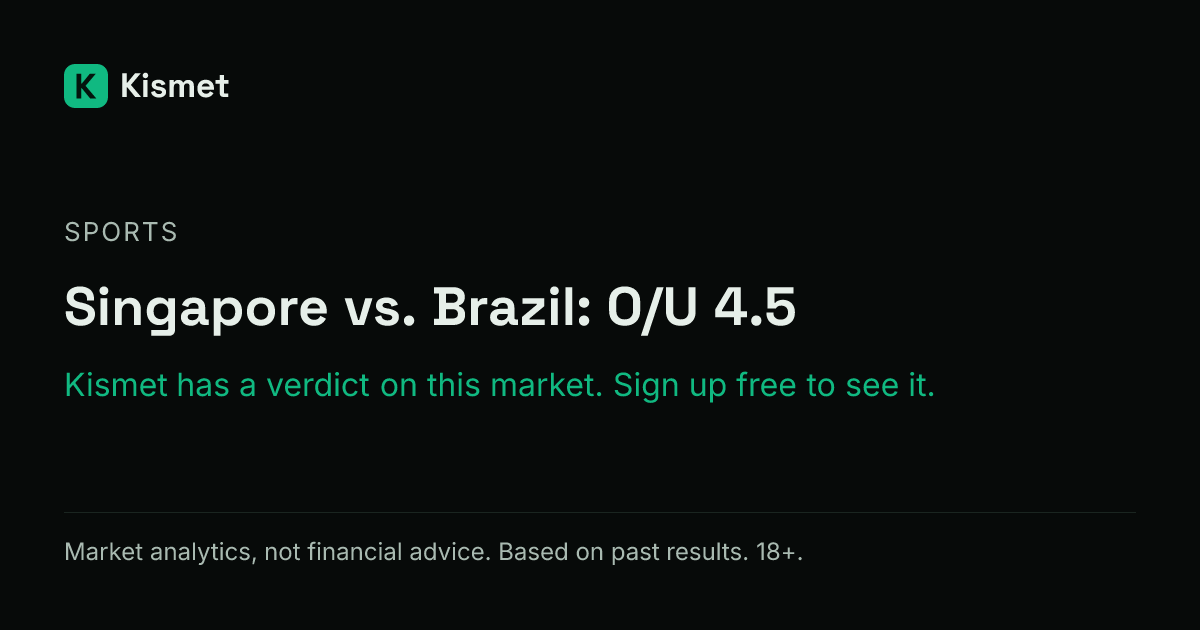 K Kismet
SPORTS
Singapore vs. Brazil: O/U 4.5
Kismet has a verdict on this market. Sign up free to see it.
Market analytics, not financial advice. Based on past results. 18+.